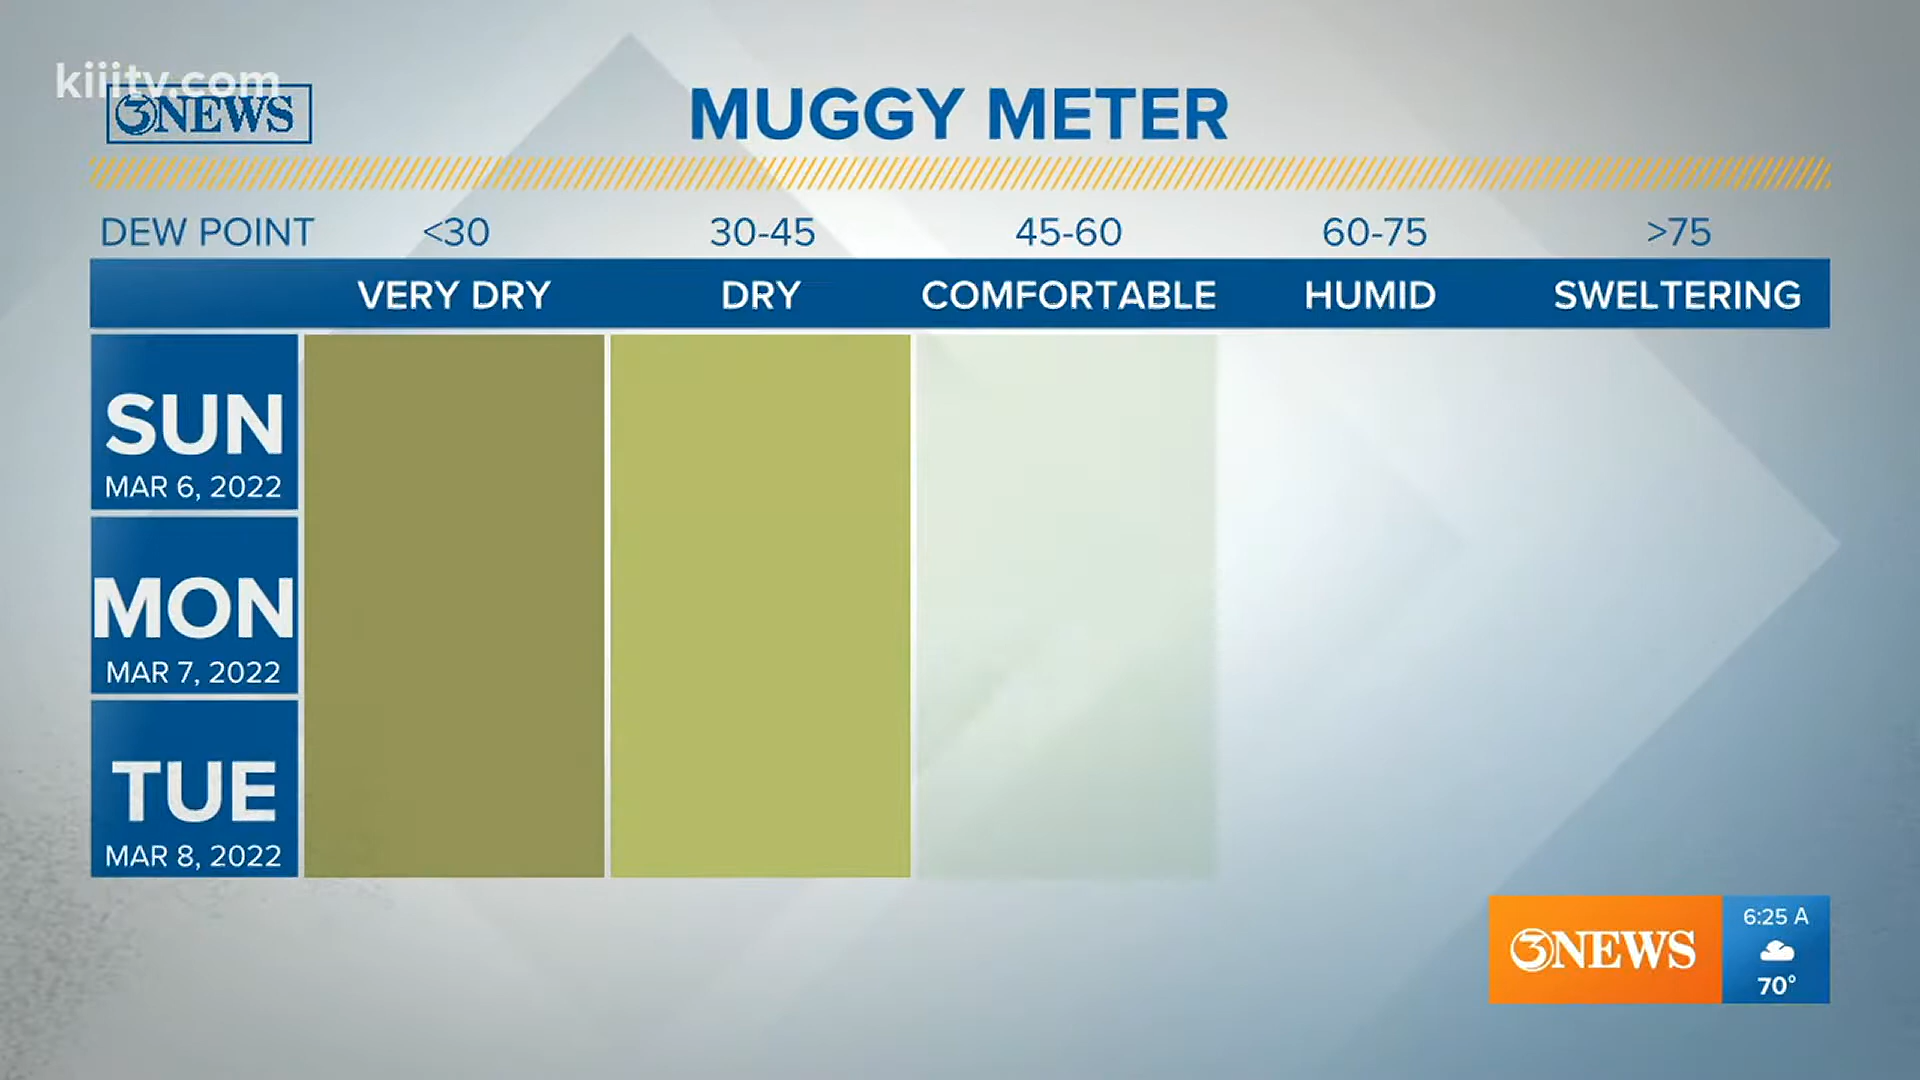 kiiitv.com
3NEWS
MUGGY METER
DEW POINT <30 30-45 45-60 60-75 >75
VERY DRY DRY COMFORTABLE HUMID SWELTERING
SUN
MAR 6, 2022
MON
MAR 7, 2022
TUE
MAR 8, 2022
3NEWS
6:25 A
70°